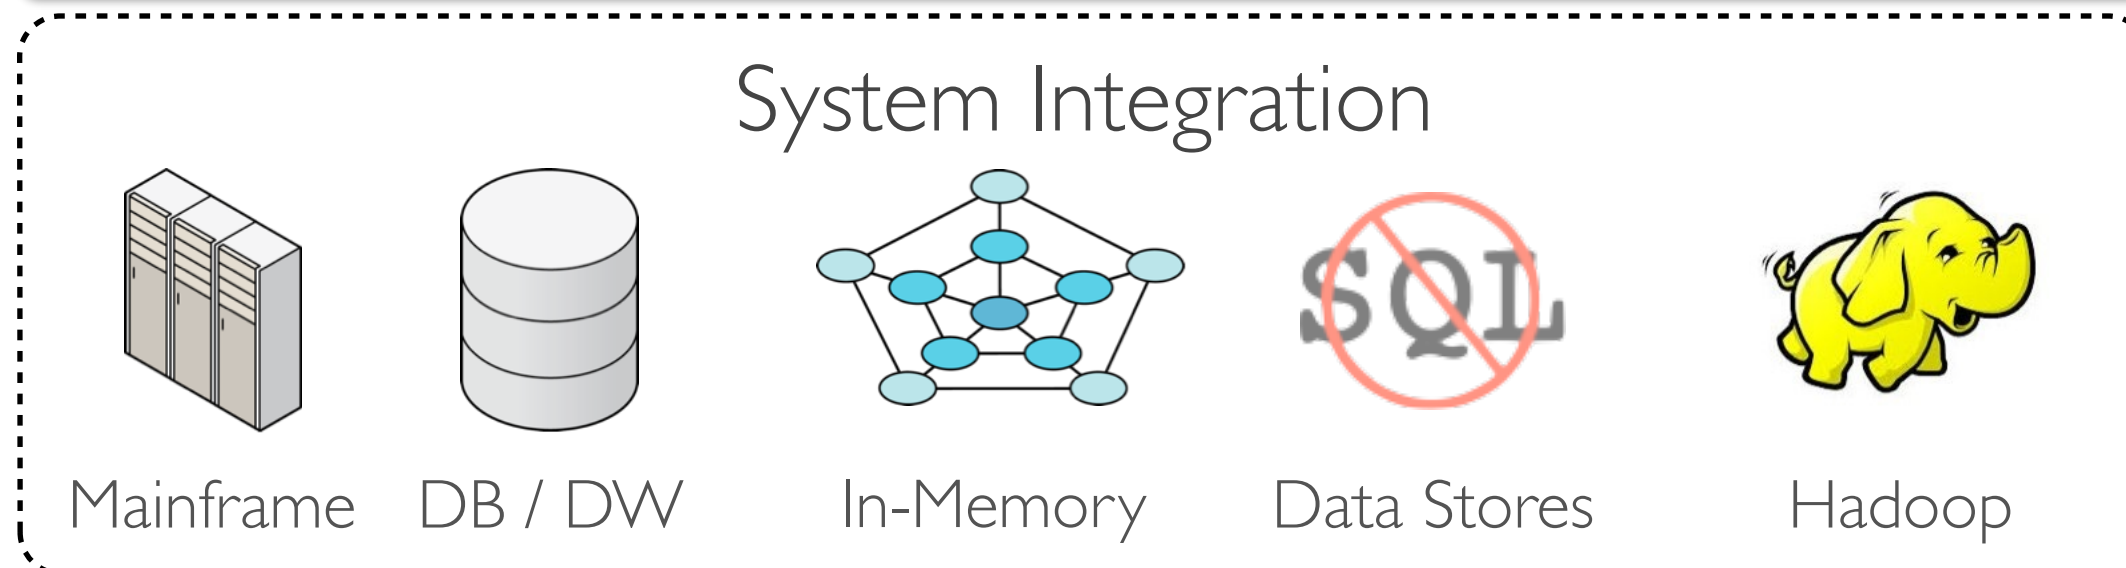 System Integration
SQL
Mainframe DB / DW In-Memory Data Stores Hadoop